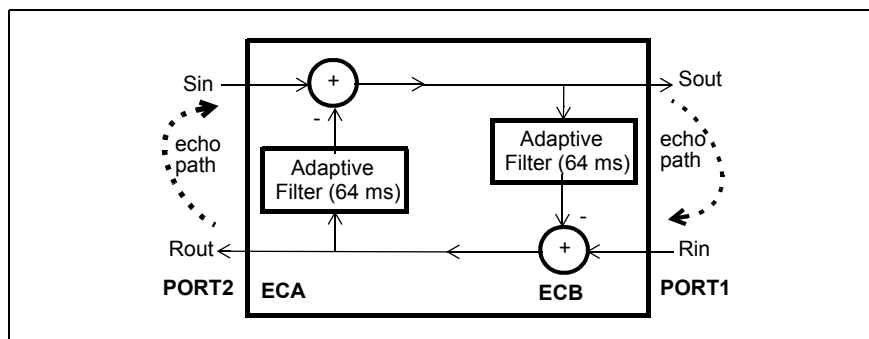 Sin
+
Sout
-
echo
path
Adaptive
Filter (64 ms)
Adaptive
Filter (64 ms)
echo
path
-
Rout
+
Rin
PORT2
ECA
ECB
PORT1